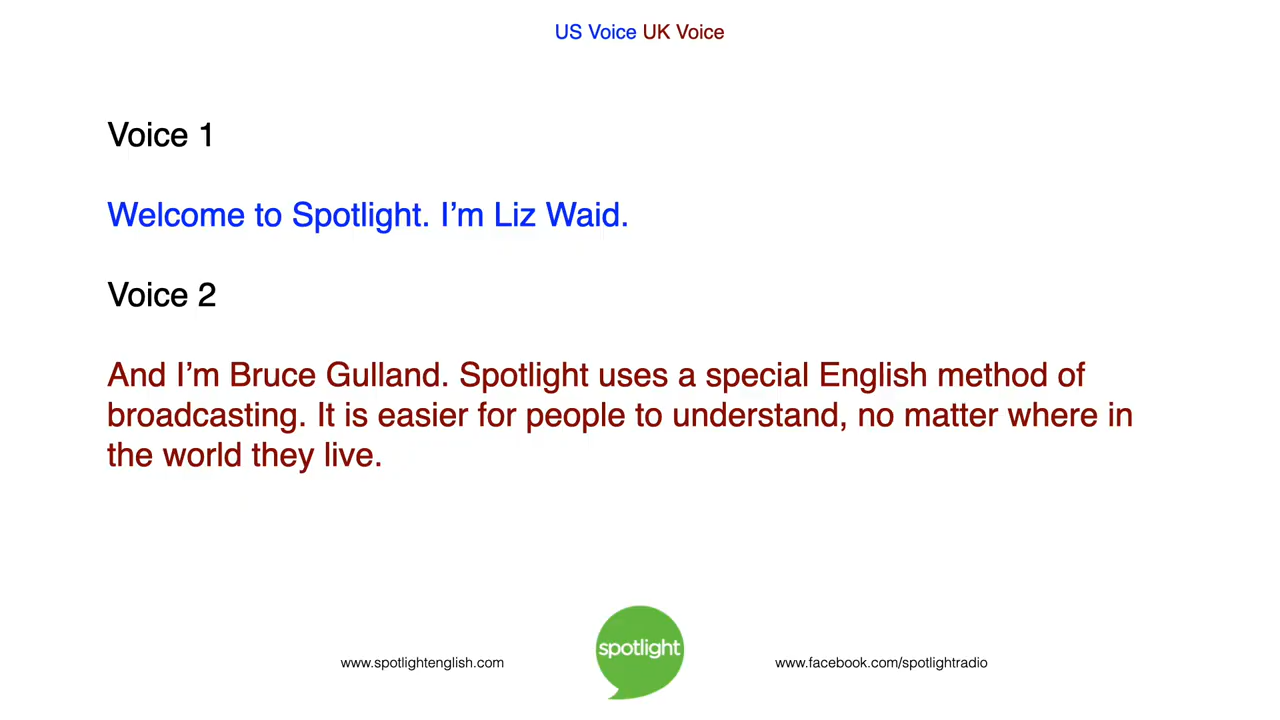 US Voice UK Voice
Voice 1
Welcome to Spotlight. I’m Liz Waid.
Voice 2
And I’m Bruce Gulland. Spotlight uses a special English method of
broadcasting. It is easier for people to understand, no matter where in
the world they live.
www.spotlightenglish.com
spotlight
www.facebook.com/spotlightradio